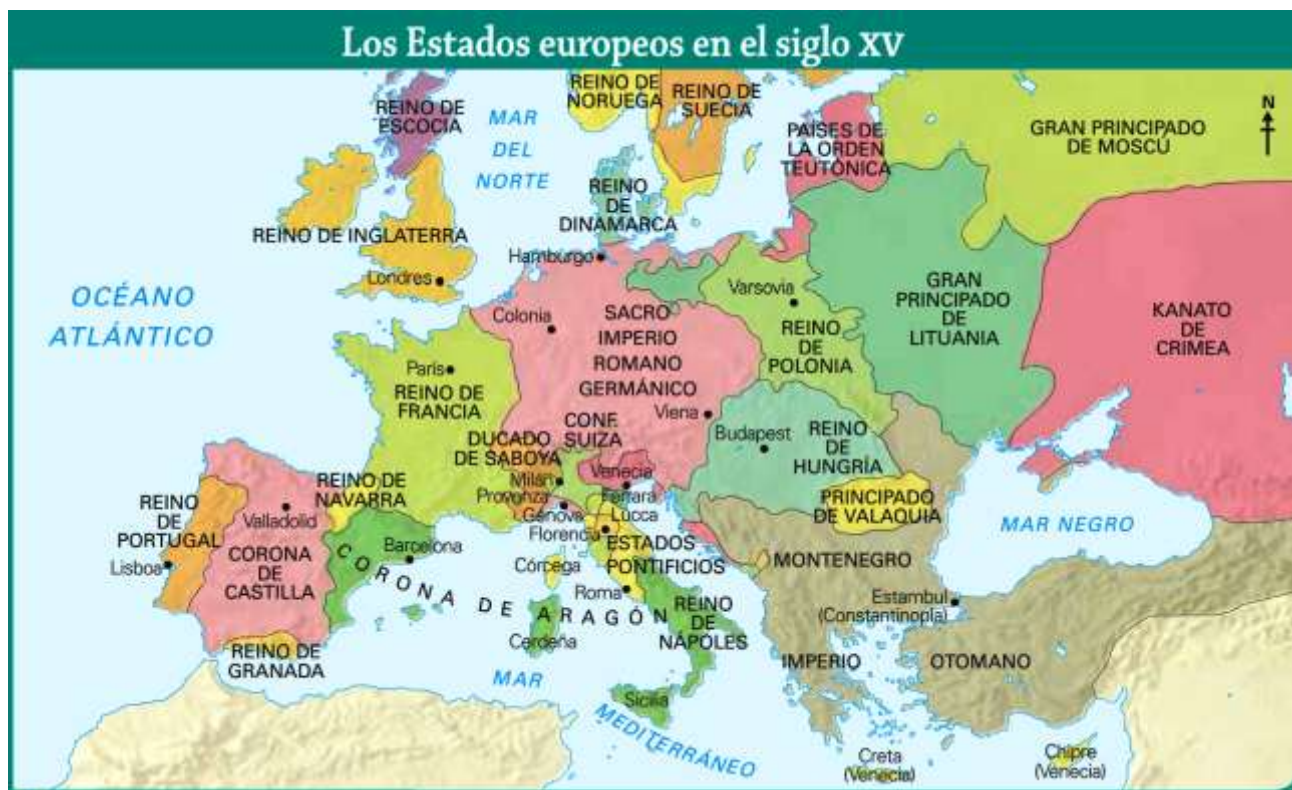 Los Estados europeos en el siglo XV
REINO DE
ESCOCIA
MAR
DEL
NORTE
REINO DE
NORUEGA
REINO DE
SUECIA
PAÍSES DE
LA ORDEN
TEUTÓNICA
GRAN PRINCIPADO
DE MOSCÚ
N
REINO DE INGLATERRA
Londres
REINO
DE
DINAMARCA
Hamburgo
OCÉANO
ATLÁNTICO
Colonia
SACRO
IMPERIO
ROMANO
GERMÁNICO
Varsovia
REINO
DE
POLONIA
GRAN
PRINCIPADO
DE
LITUANIA
KANATO
DE
CRIMEA
París
REINO DE
FRANCIA
Viena
CONF.
SUIZA
Budapest
REINO
DE
HUNGRÍA
DUCADO
DE SABOYA
Milán
Provenza
Génova
Venecia
Ferrara
Lucca
Florencia
PRINCIPADO
DE VALAQUIA
MAR NEGRO
REINO DE
NAVARRA
REINO
DE
PORTUGAL
Lisboa
Valladolid
CORONA
DE
CASTILLA
Barcelona
CORONA DE ARAGÓN
Córcega
ESTADOS
PONTIFICIOS
Roma
MONTENEGRO
Estambul
(Constantinopla)
REINO DE
GRANADA
Cerdeña
REINO
DE
NÁPOLES
IMPERIO OTOMANO
MAR
MEDITERRÁNEO
Sicilia
Creta
(Venecia)
Chipre
(Venecia)